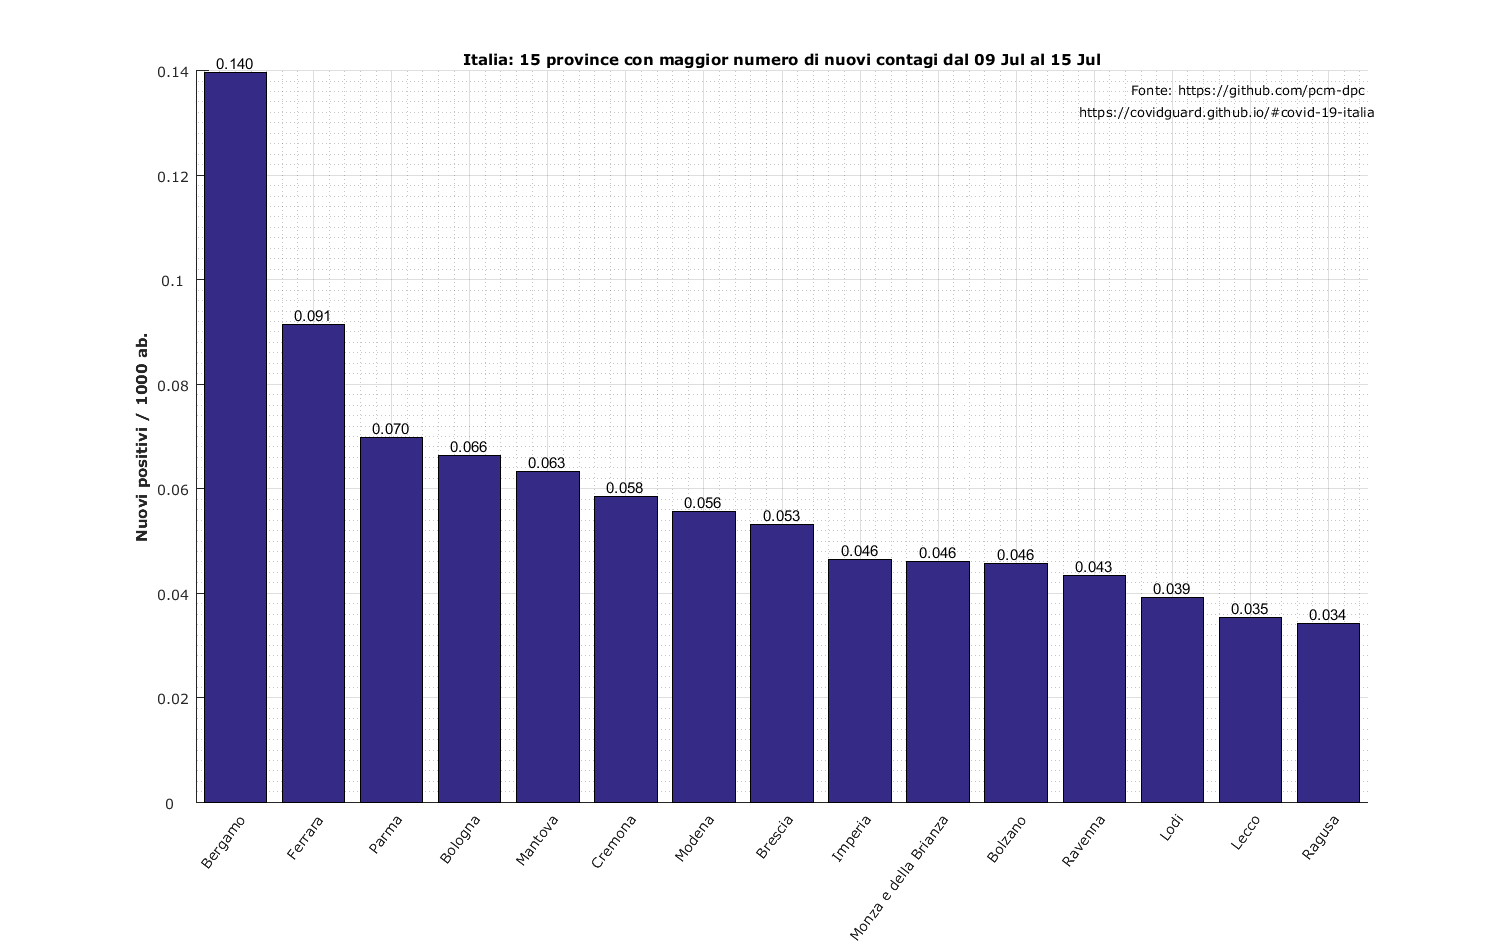 Italia: 15 province con maggior numero di nuovi contagi dal 09 Jul al 15 Jul
Fonte: https://github.com/pcm-dpc
https://covidguard.github.io/#covid-19-italia
Nuovi positivi / 1000 ab.
0.14
0.12
0.1
0.08
0.06
0.04
0.02
0
0.140
0.091
0.070
0.066
0.063
0.058
0.056
0.053
0.046
0.046
0.046
0.043
0.039
0.035
0.034
Bergamo
Ferrara
Parma
Bologna
Mantova
Cremona
Modena
Brescia
Imperia
Monza e della Brianza
Bolzano
Ravenna
Lodi
Lecco
Ragusa